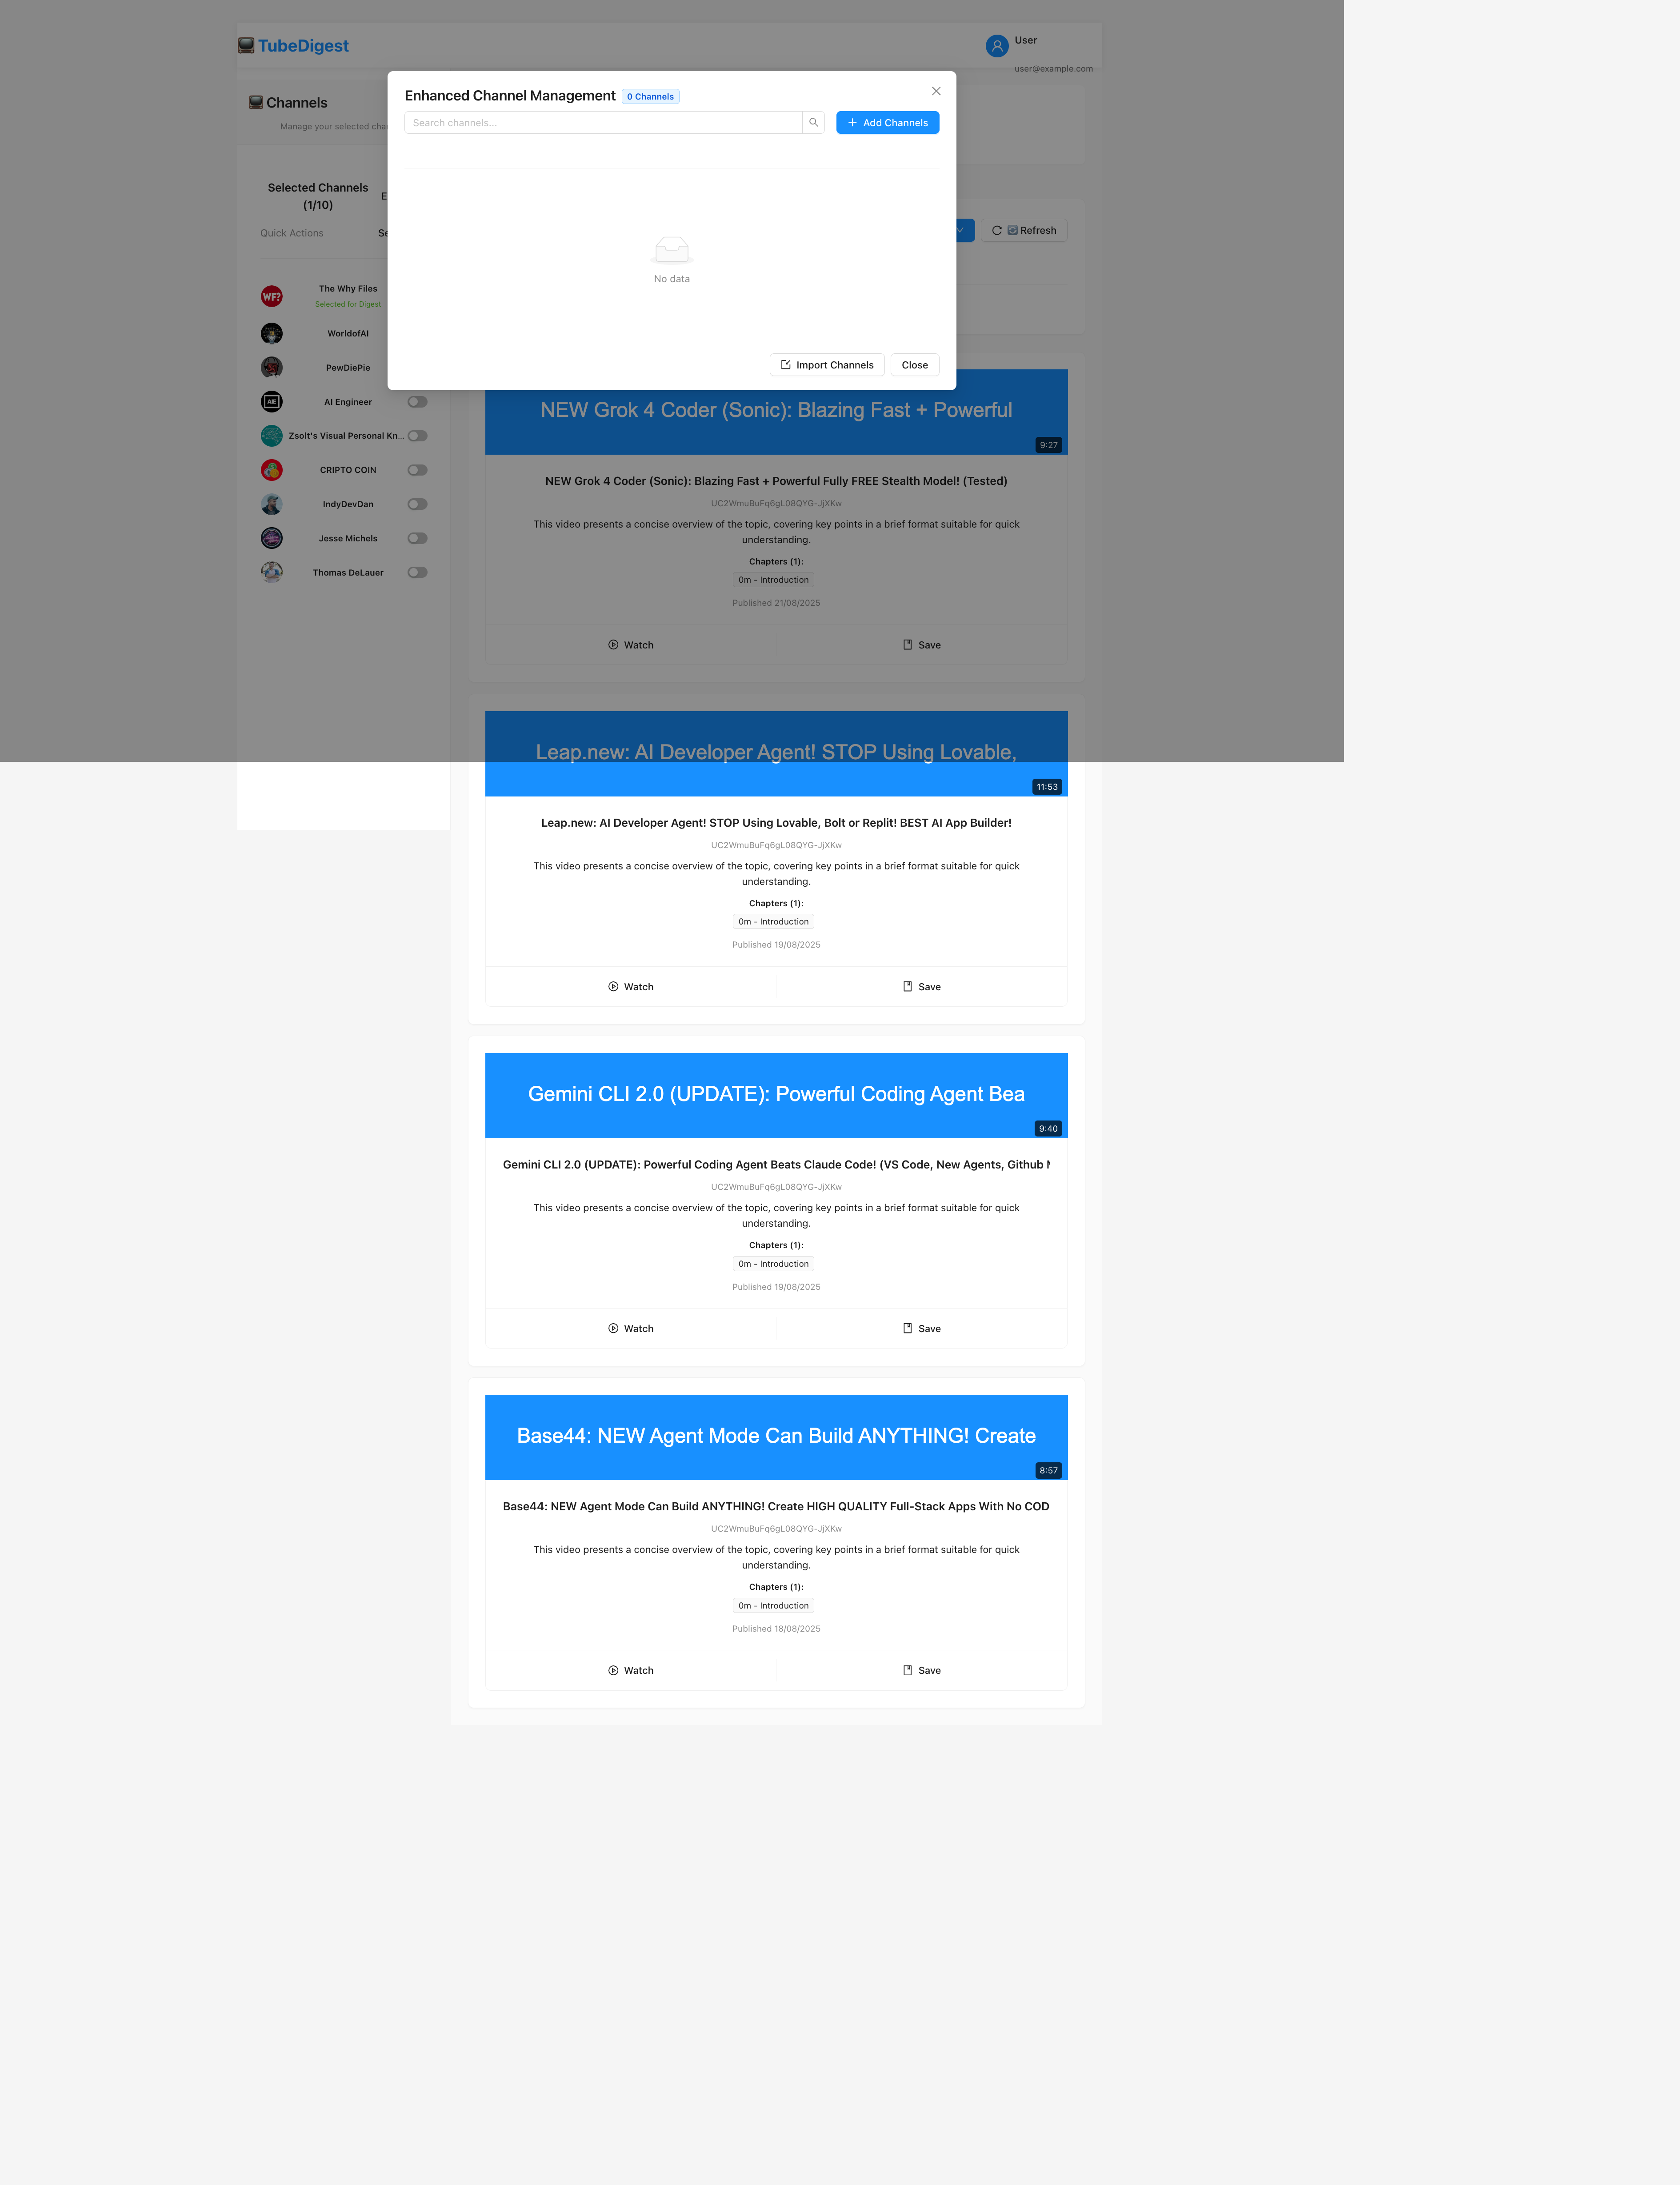 TubeDigest
User
user@example.com
Channels
Manage your selected cha
Enhanced Channel Management
0 Channels
Search channels...
Add Channels
No data
Import Channels
Close
Selected Channels
(1/10)
E
Quick Actions
Se
Refresh
WF?
The Why Files
Selected for Digest
WorldofAI
PewDiePie
AE
AI Engineer
Zsolt's Visual Personal Kn...
CRIPTO COIN
IndyDevDan
Jesse Michels
Thomas DeLauer
NEW Grok 4 Coder (Sonic): Blazing Fast + Powerful
9:27
NEW Grok 4 Coder (Sonic): Blazing Fast + Powerful Fully FREE Stealth Model! (Tested)
UC2WmuBuFq6gL08QYG-JjXKw
This video presents a concise overview of the topic, covering key points in a brief format suitable for quick
understanding.
Chapters (1):
0m - Introduction
Published 21/08/2025
Watch
Save
Leap.new: AI Developer Agent! STOP Using Lovable,
11:53
Leap.new: AI Developer Agent! STOP Using Lovable, Bolt or Replit! BEST AI App Builder!
UC2WmuBuFq6gL08QYG-JjXKw
This video presents a concise overview of the topic, covering key points in a brief format suitable for quick
understanding.
Chapters (1):
0m - Introduction
Published 19/08/2025
Watch
Save
Gemini CLI 2.0 (UPDATE): Powerful Coding Agent Bea
9:40
Gemini CLI 2.0 (UPDATE): Powerful Coding Agent Beats Claude Code! (VS Code, New Agents, Github
UC2WmuBuFq6gL08QYG-JjXKw
This video presents a concise overview of the topic, covering key points in a brief format suitable for quick
understanding.
Chapters (1):
0m - Introduction
Published 19/08/2025
Watch
Save
Base44: NEW Agent Mode Can Build ANYTHING! Create
8:57
Base44: NEW Agent Mode Can Build ANYTHING! Create HIGH QUALITY Full-Stack Apps With No COD
UC2WmuBuFq6gL08QYG-JjXKw
This video presents a concise overview of the topic, covering key points in a brief format suitable for quick
understanding.
Chapters (1):
0m - Introduction
Published 18/08/2025
Watch
Save